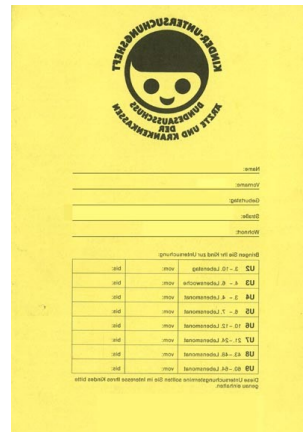 KINDER-UNTERSUCHUNGSHEFT
BUNDESAUSSCHUSS
DER
ÄRZTE UND KRANKENKASSEN
Name:
Vorname:
Geburtstag:
Straße:
Wohnort:
Bringen Sie Ihr Kind zur Untersuchung:
U2 3. – 10. Lebenstag vom: bis:
U3 4. – 6. Lebenswoche vom: bis:
U4 3. – 4. Lebensmonat vom: bis:
U5 6. – 7. Lebensmonat vom: bis:
U6 10. – 12. Lebensmonat vom: bis:
U7 21. – 24. Lebensmonat vom: bis:
U8 43. – 48. Lebensmonat vom: bis:
U9 60. – 64. Lebensmonat vom: bis:
Diese Untersuchungstermine sollten Sie im Interesse Ihres Kindes bitte
genau einhalten.